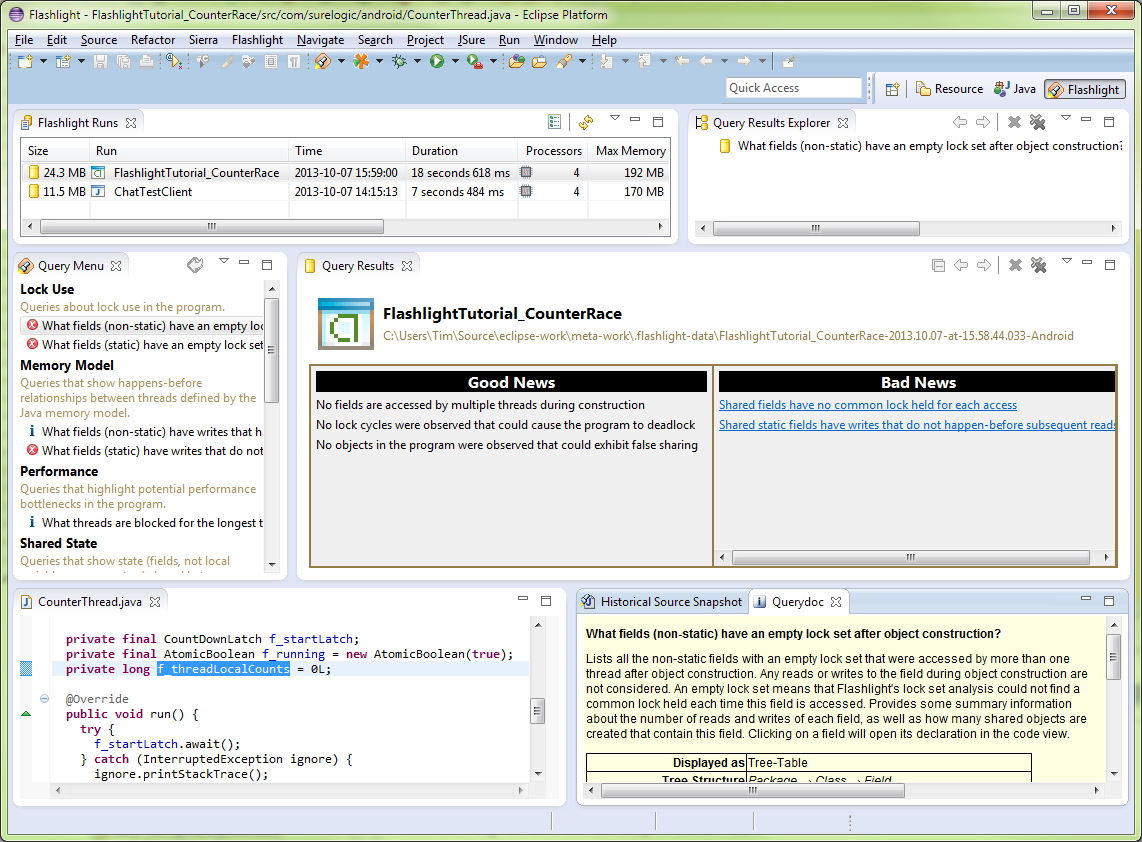 Flashlight - FlashlightTutorial_CounterRace/src/com/surelogic/android/CounterThread.java - Eclipse Platform
File Edit Source Refactor Sierra Flashlight Navigate Search Project JSure Run Window Help
Quick Access
Resource
Java
Flashlight
Flashlight Runs
Size Run Time Duration Processors Max Memory
24.3 MB FlashlightTutorial_CounterRace 2013-10-07 15:59:00 18 seconds 618 ms 4 192 MB
11.5 MB ChatTestClient 2013-10-07 14:15:13 7 seconds 484 ms 4 170 MB
Query Results Explorer
What fields (non-static) have an empty lock set after object construction?
Query Menu
Lock Use
Queries about lock use in the program.
What fields (non-static) have an empty loc
What fields (static) have an empty lock set
Memory Model
Queries that show happens-before
relationships between threads defined by the
Java memory model.
What fields (non-static) have writes that h
What fields (static) have writes that do not
Performance
Queries that highlight potential performance
bottlenecks in the program.
What threads are blocked for the longest t
Shared State
Queries that show state (fields, not local
Query Results
FlashlightTutorial_CounterRace
C:\Users\Tim\Source\eclipse-work\meta-work\.flashlight-data\FlashlightTutorial_CounterRace-2013.10.07-at-15.58.44.033-Android
Good News
No fields are accessed by multiple threads during construction
No lock cycles were observed that could cause the program to deadlock
No objects in the program were observed that could exhibit false sharing
Bad News
Shared fields have no common lock held for each access
Shared static fields have writes that do not happen-before subsequent reads
CounterThread.java
private final CountDownLatch f_startLatch;
private final AtomicBoolean f_running = new AtomicBoolean(true);
private long f_threadLocalCounts = 0L;
@Override
public void run() {
try {
f_startLatch.await();
} catch (InterruptedException ignore) {
ignore.printStackTrace();
Historical Source Snapshot
Querydoc
What fields (non-static) have an empty lock set after object construction?
Lists all the non-static fields with an empty lock set that were accessed by more than one
thread after object construction. Any reads or writes to the field during object construction are
not considered. An empty lock set means that Flashlight's lock set analysis could not find a
common lock held each time this field is accessed. Provides some summary information
about the number of reads and writes of each field, as well as how many shared objects are
created that contain this field. Clicking on a field will open its declaration in the code view.
Displayed as Tree-Table
Tree Structure Package → Class → Field